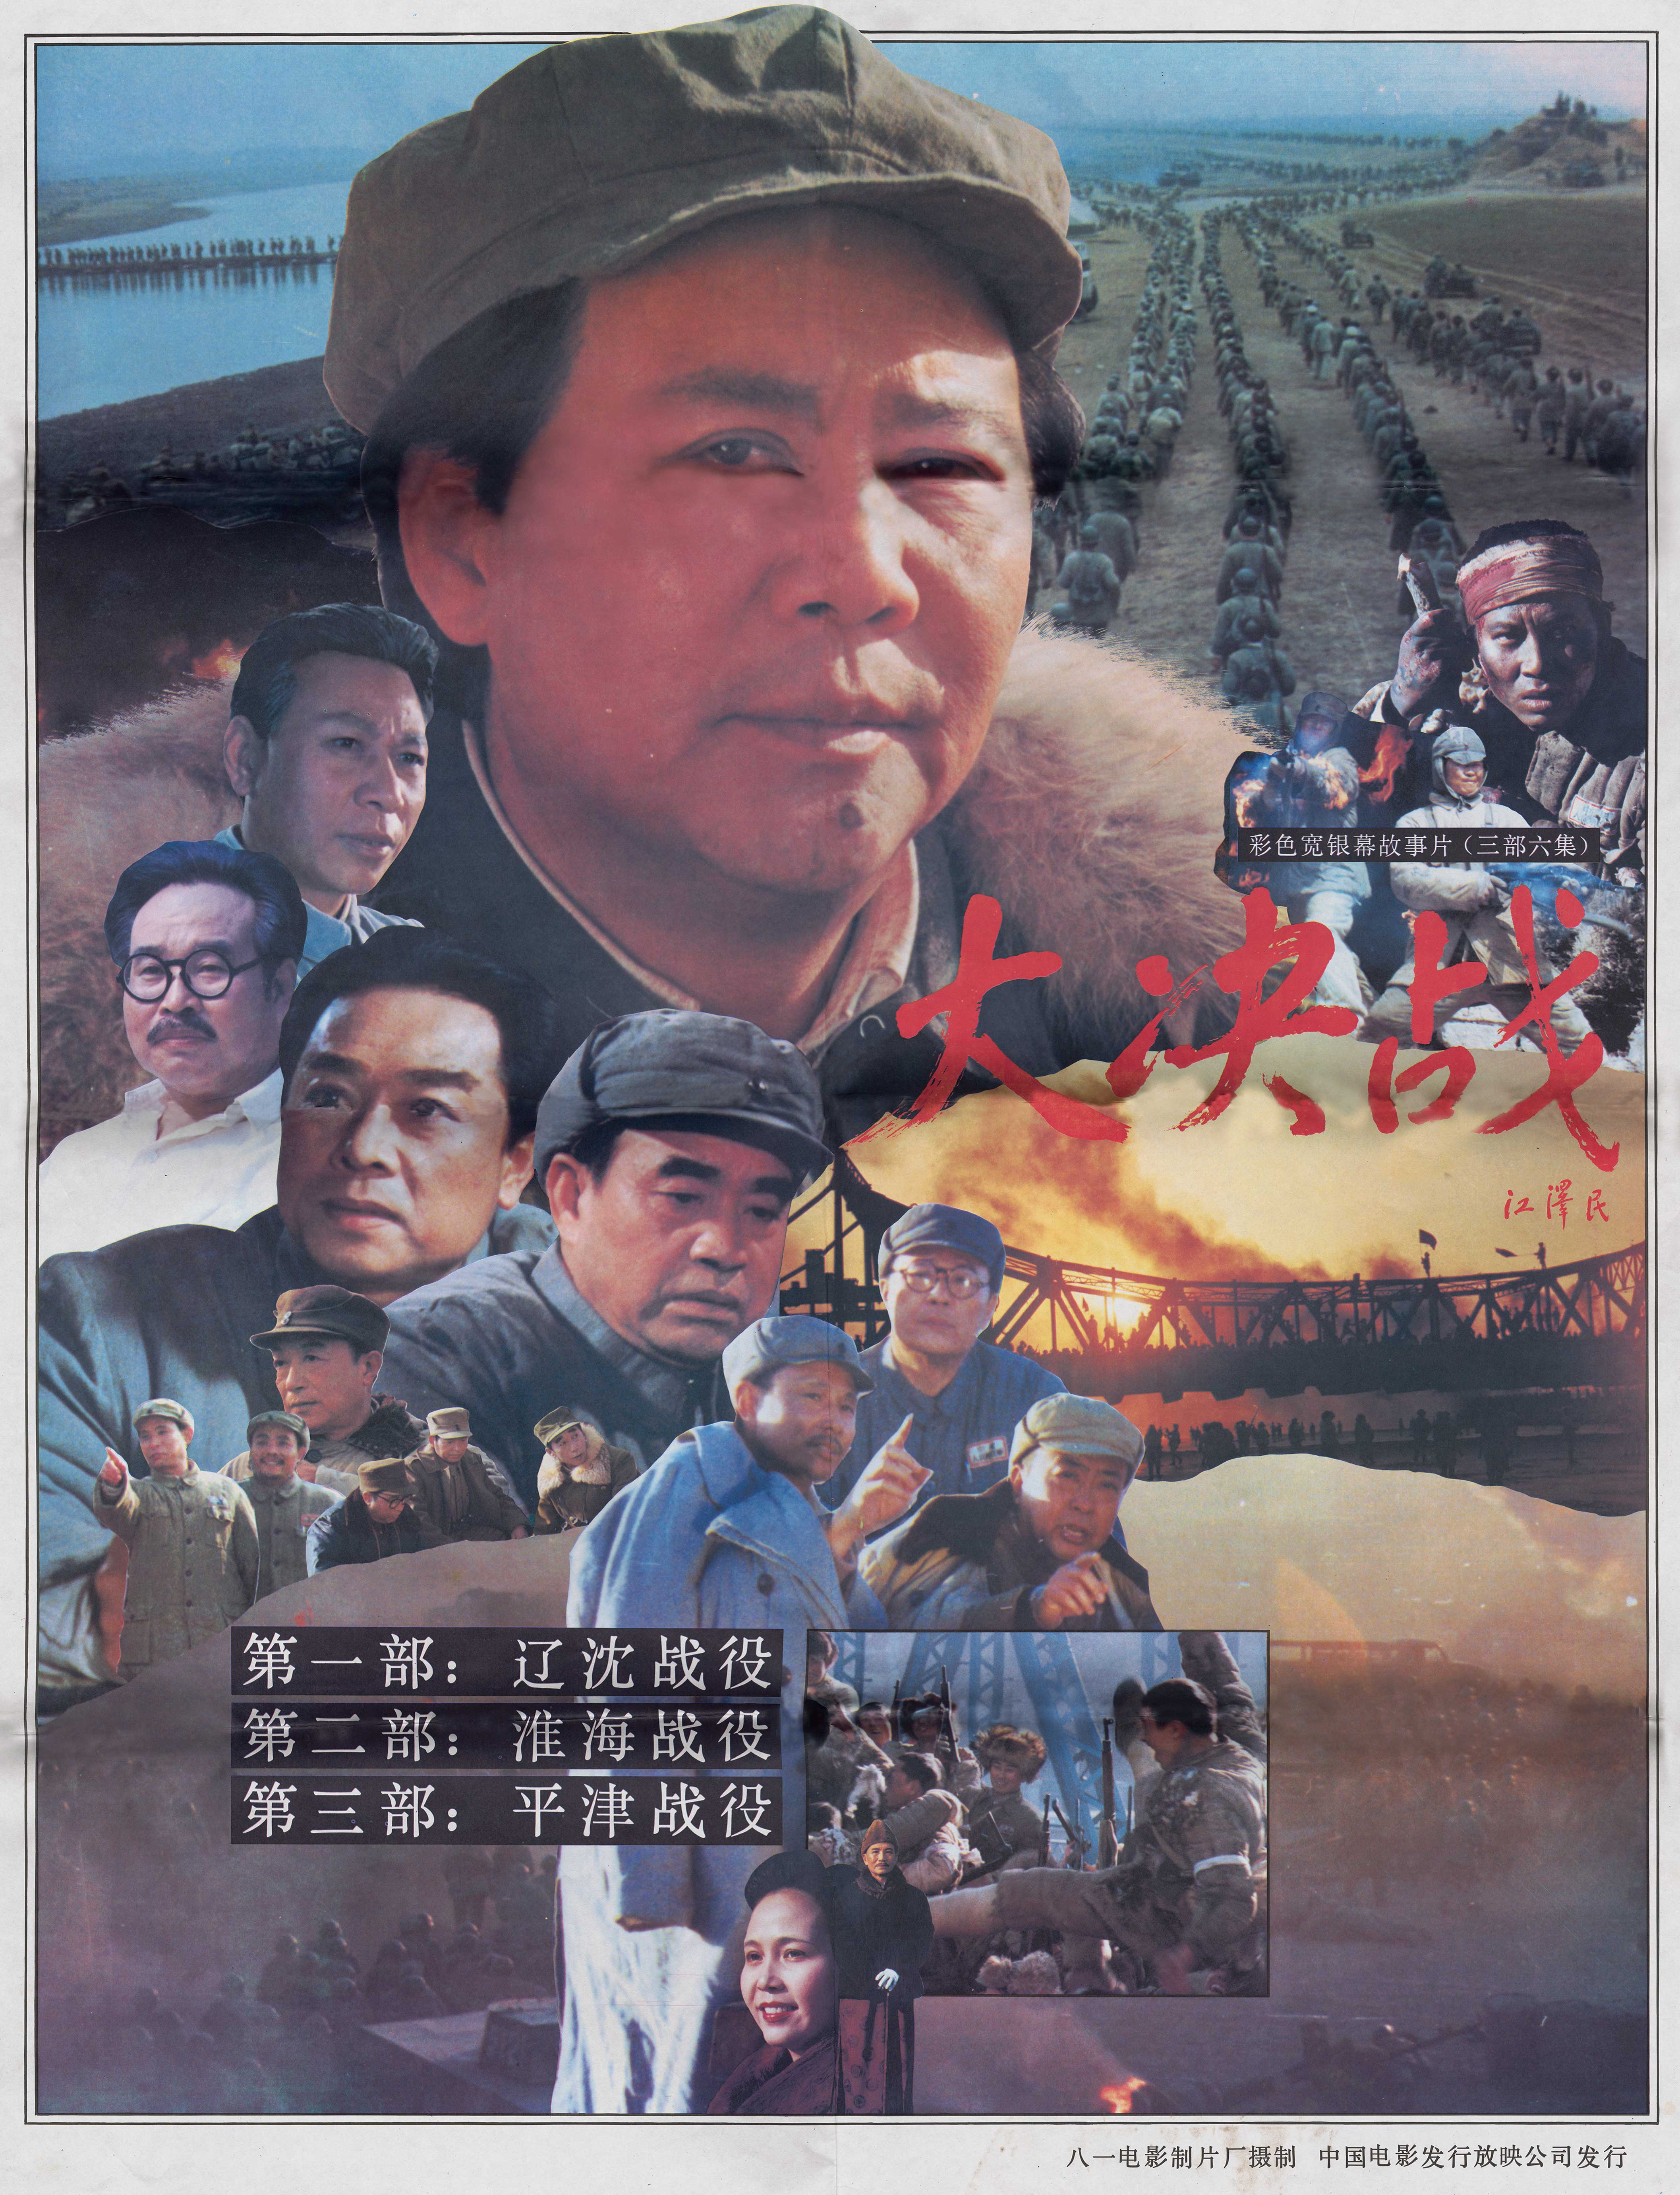 彩色宽银幕故事片（三部六集）
大决战
江澤民
第一部：辽沈战役
第二部：淮海战役
第三部：平津战役
八一电影制片厂摄制 中国电影发行放映公司发行